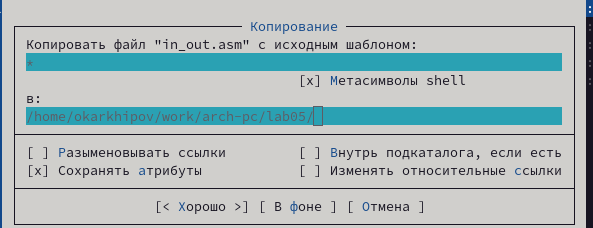 Копирование
Копировать файл "in_out.asm" с исходным шаблоном:
*
[x] Метасимволы shell
в:
/home/okarkhipov/work/arch-pc/lab05/
[ ] Разыменовывать ссылки [ ] Внутрь подкаталога, если есть
[x] Сохранять атрибуты [ ] Изменять относительные ссылки
[< Хорошо >] [ В фоне ] [ Отмена ]